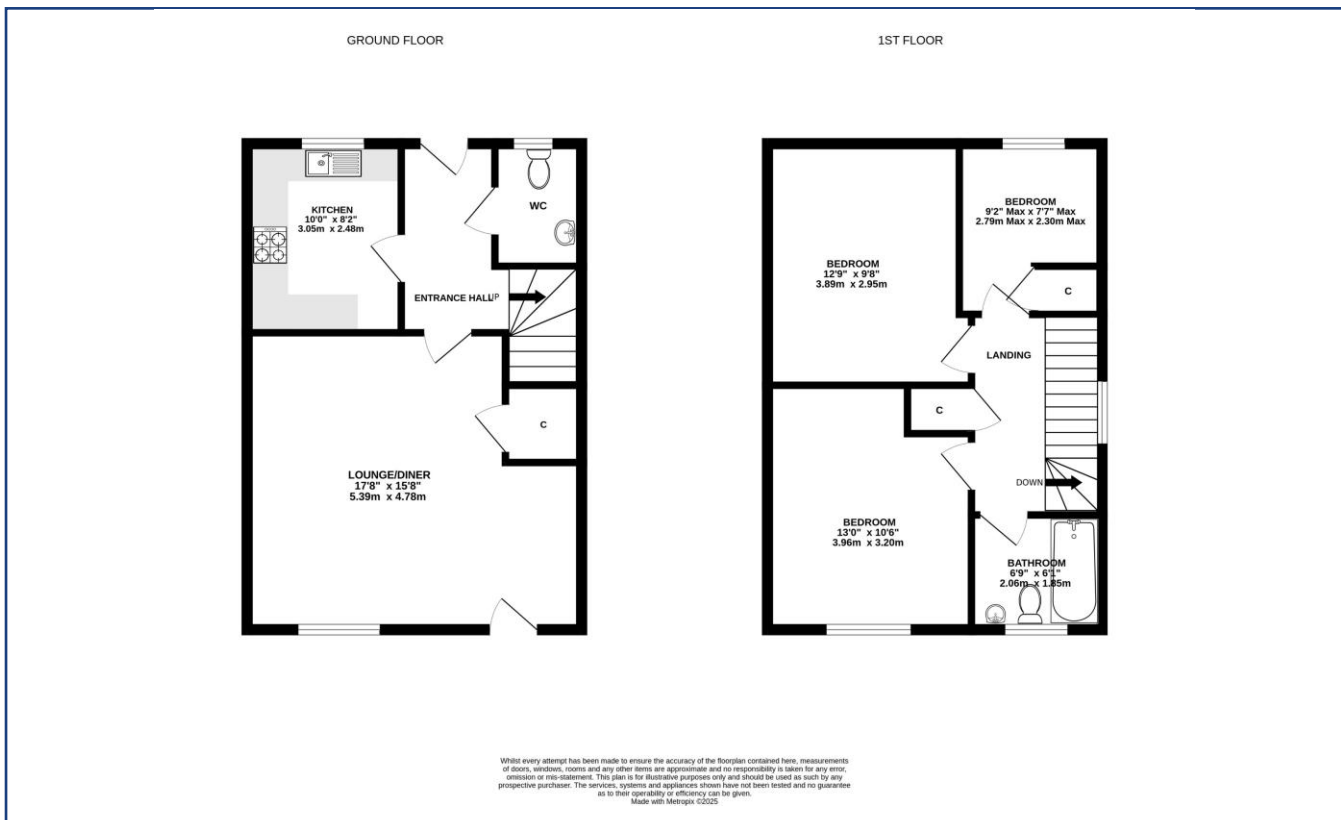 GROUND FLOOR
1ST FLOOR
KITCHEN
10'0" x 8'2"
3.05m x 2.48m
WC
ENTRANCE HALL
UP
C
LOUNGE/DINER
17'8" x 15'8"
5.39m x 4.78m
BEDROOM
9'2" Max x 7'7" Max
2.79m Max x 2.30m Max
BEDROOM
12'9" x 9'8"
3.89m x 2.95m
C
LANDING
C
DOWN
BEDROOM
13'0" x 10'6"
3.96m x 3.20m
BATHROOM
6'9" x 6'1"
2.06m x 1.85m
Whilst every attempt has been made to ensure the accuracy of the floorplan contained here, measurements
of doors, windows, rooms and any other items are approximate and no responsibility is taken for any error,
omission or mis-statement. This plan is for illustrative purposes only and should be used as such by any
prospective purchaser. The services, systems and appliances shown have not been tested and no guarantee
as to their operability or efficiency can be given.
Made with Metropix ©2025